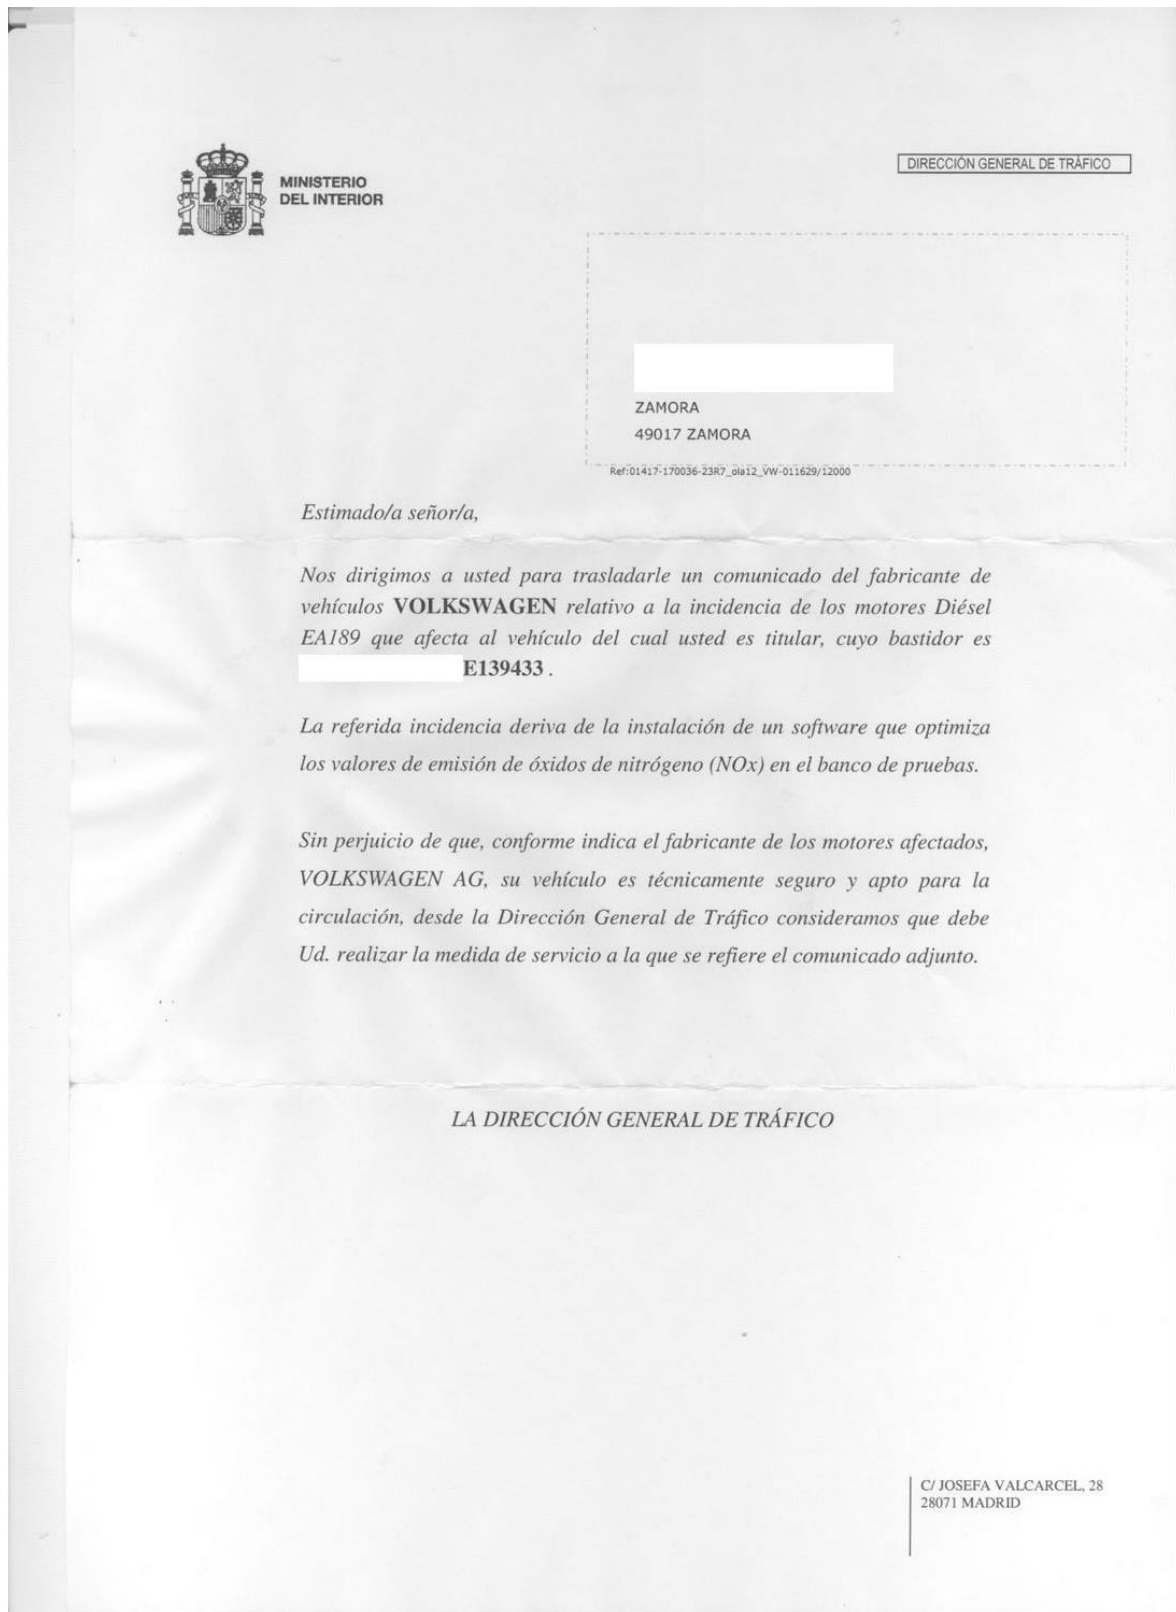 MINISTERIO
DEL INTERIOR
DIRECCIÓN GENERAL DE TRÁFICO
ZAMORA
49017 ZAMORA
Ref:01417-170036-23R7_ola12_VW-011629/12000
Estimado/a señor/a,
Nos dirigimos a usted para trasladarle un comunicado del fabricante de
vehículos VOLKSWAGEN relativo a la incidencia de los motores Diésel
EA189 que afecta al vehículo del cual usted es titular, cuyo bastidor es
E139433 .
La referida incidencia deriva de la instalación de un software que optimiza
los valores de emisión de óxidos de nitrógeno (NOx) en el banco de pruebas.
Sin perjuicio de que, conforme indica el fabricante de los motores afectados,
VOLKSWAGEN AG, su vehículo es técnicamente seguro y apto para la
circulación, desde la Dirección General de Tráfico consideramos que debe
Ud. realizar la medida de servicio a la que se refiere el comunicado adjunto.
LA DIRECCIÓN GENERAL DE TRÁFICO
C/ JOSEFA VALCARCEL, 28
28071 MADRID